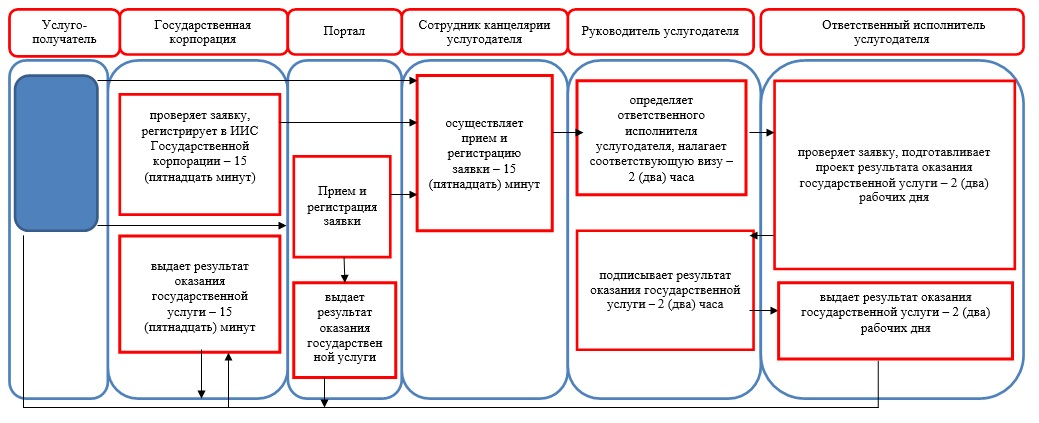 Услуго-
получатель
Государственная
корпорация
Портал
Сотрудник канцелярии
услугодателя
Руководитель услугодателя
Ответственный исполнитель
услугодателя
проверяет заявку,
регистрирует в ИИС
Государственной
корпорации – 15
(пятнадцать минут)
выдает результат
оказания
государственной
услуги – 15
(пятнадцать) минут
Прием и
регистрация
заявки
выдает
результат
оказания
государствен
ной услуги
осуществляет
прием и
регистрацию
заявки – 15
(пятнадцать) минут
определяет
ответственного
исполнителя
услугодателя, налагает
соответствующую визу –
2 (два) часа
подписывает результат
оказания государственной
услуги – 2 (два) часа
проверяет заявку, подготавливает
проект результата оказания
государственной услуги – 2 (два)
рабочих дня
выдает результат оказания
государственной услуги – 2 (два)
рабочих дня